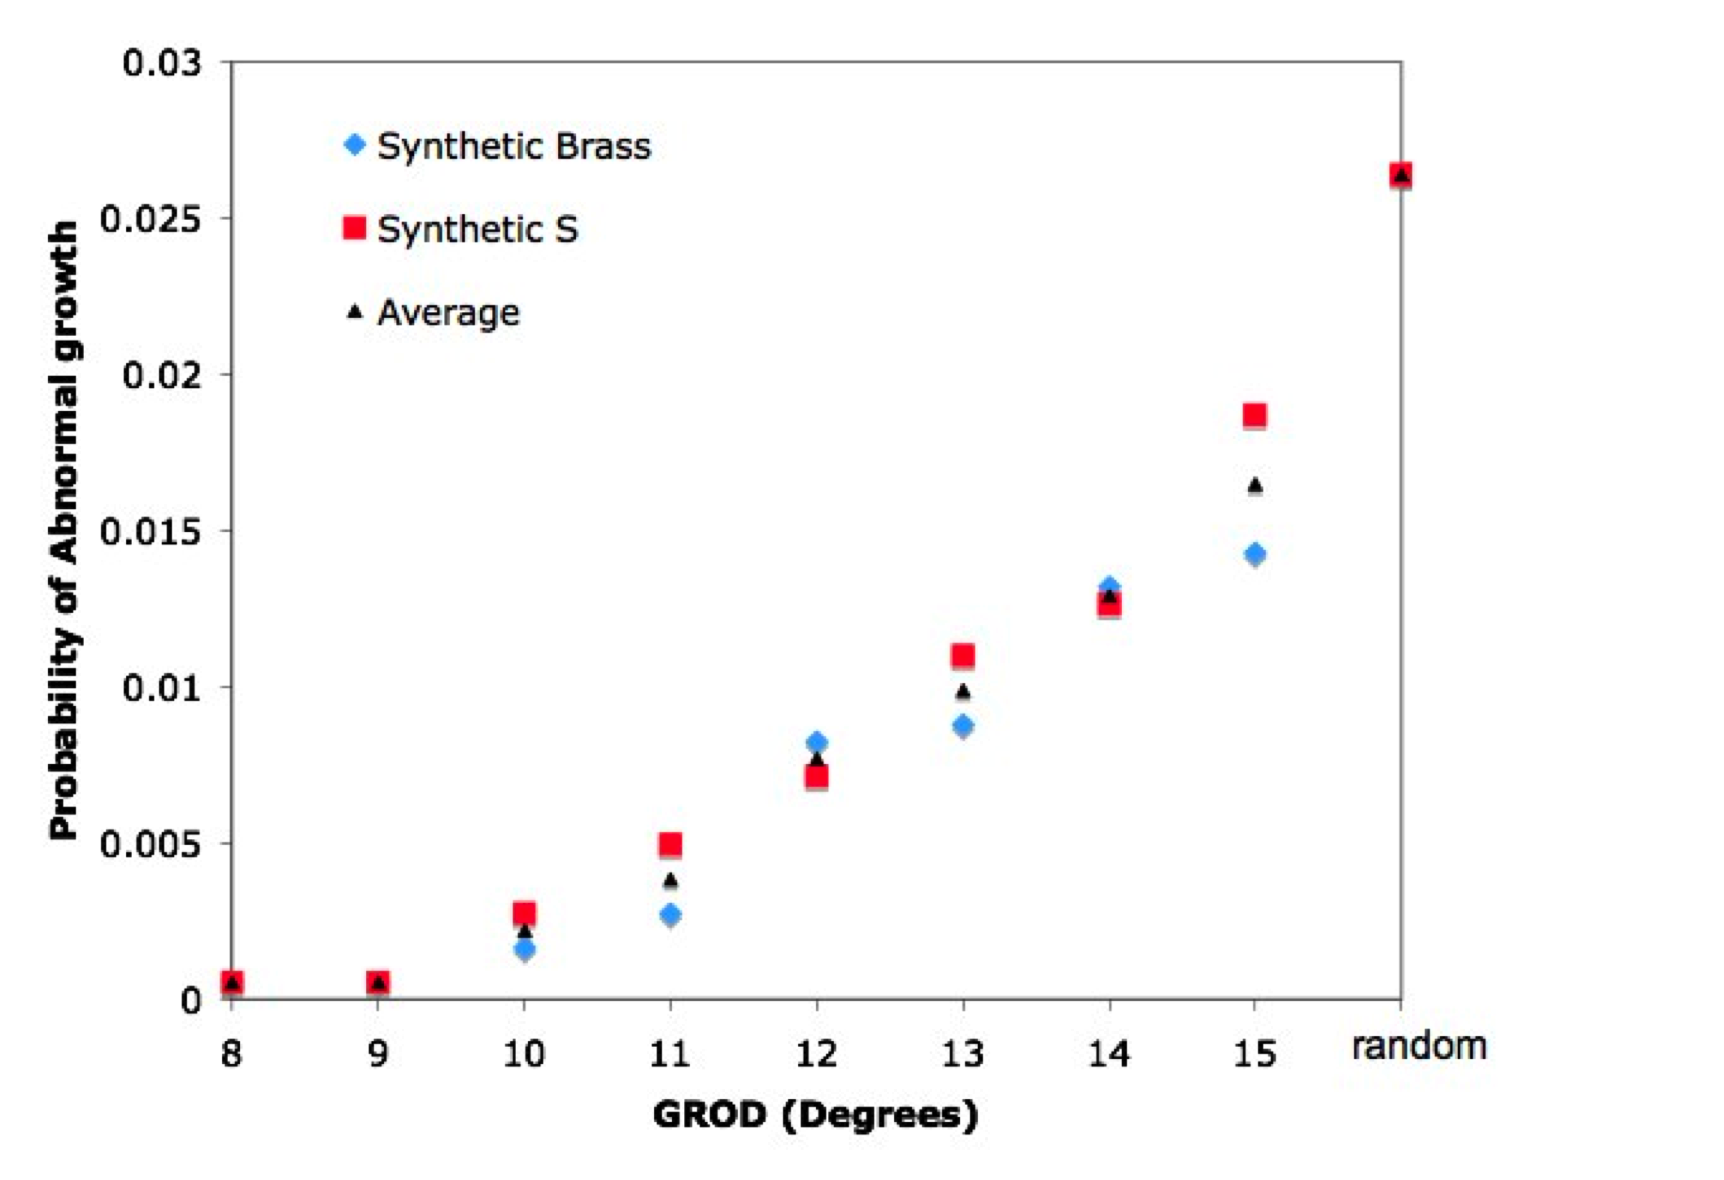 0.03
Synthetic Brass
0.025
Synthetic S
Average
0.02
0.015
0.01
0.005
0
Probability of Abnormal growth
8 9 10 11 12 13 14 15 random
GROD (Degrees)